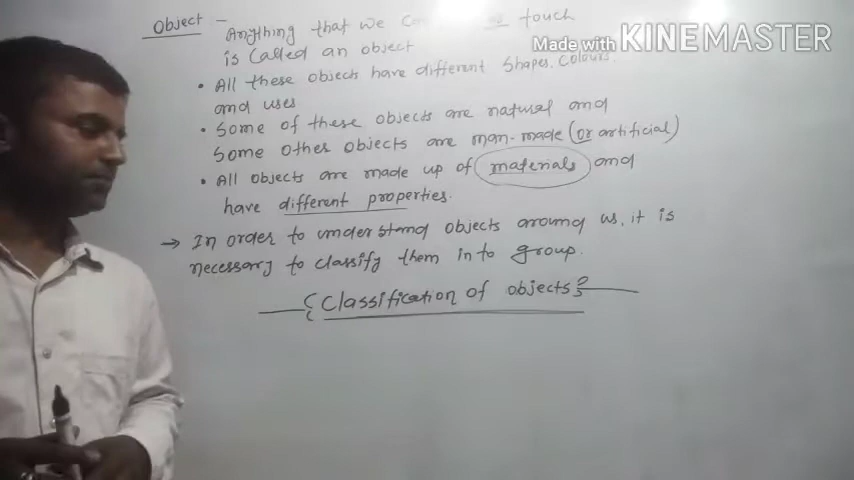 Object –
Anything that we touch
is called an object
Made with KINEMASTER
• All these objects have different shapes, colours.
and uses
• Some of these objects are natural and
Some other objects are man-made (or artificial)
• All objects are made up of materials and
have different properties.
→ In order to understand objects around us, it is
necessary to classify them in to group.
{Classification of objects}